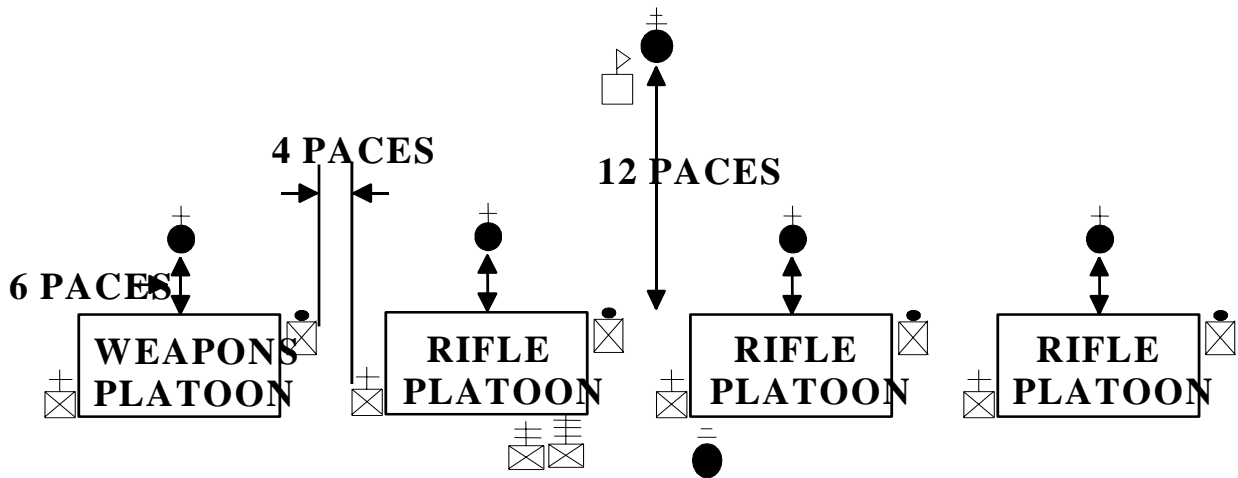 4 PACES
12 PACES
6 PACES
WEAPONS
PLATOON
RIFLE
PLATOON
RIFLE
PLATOON
RIFLE
PLATOON